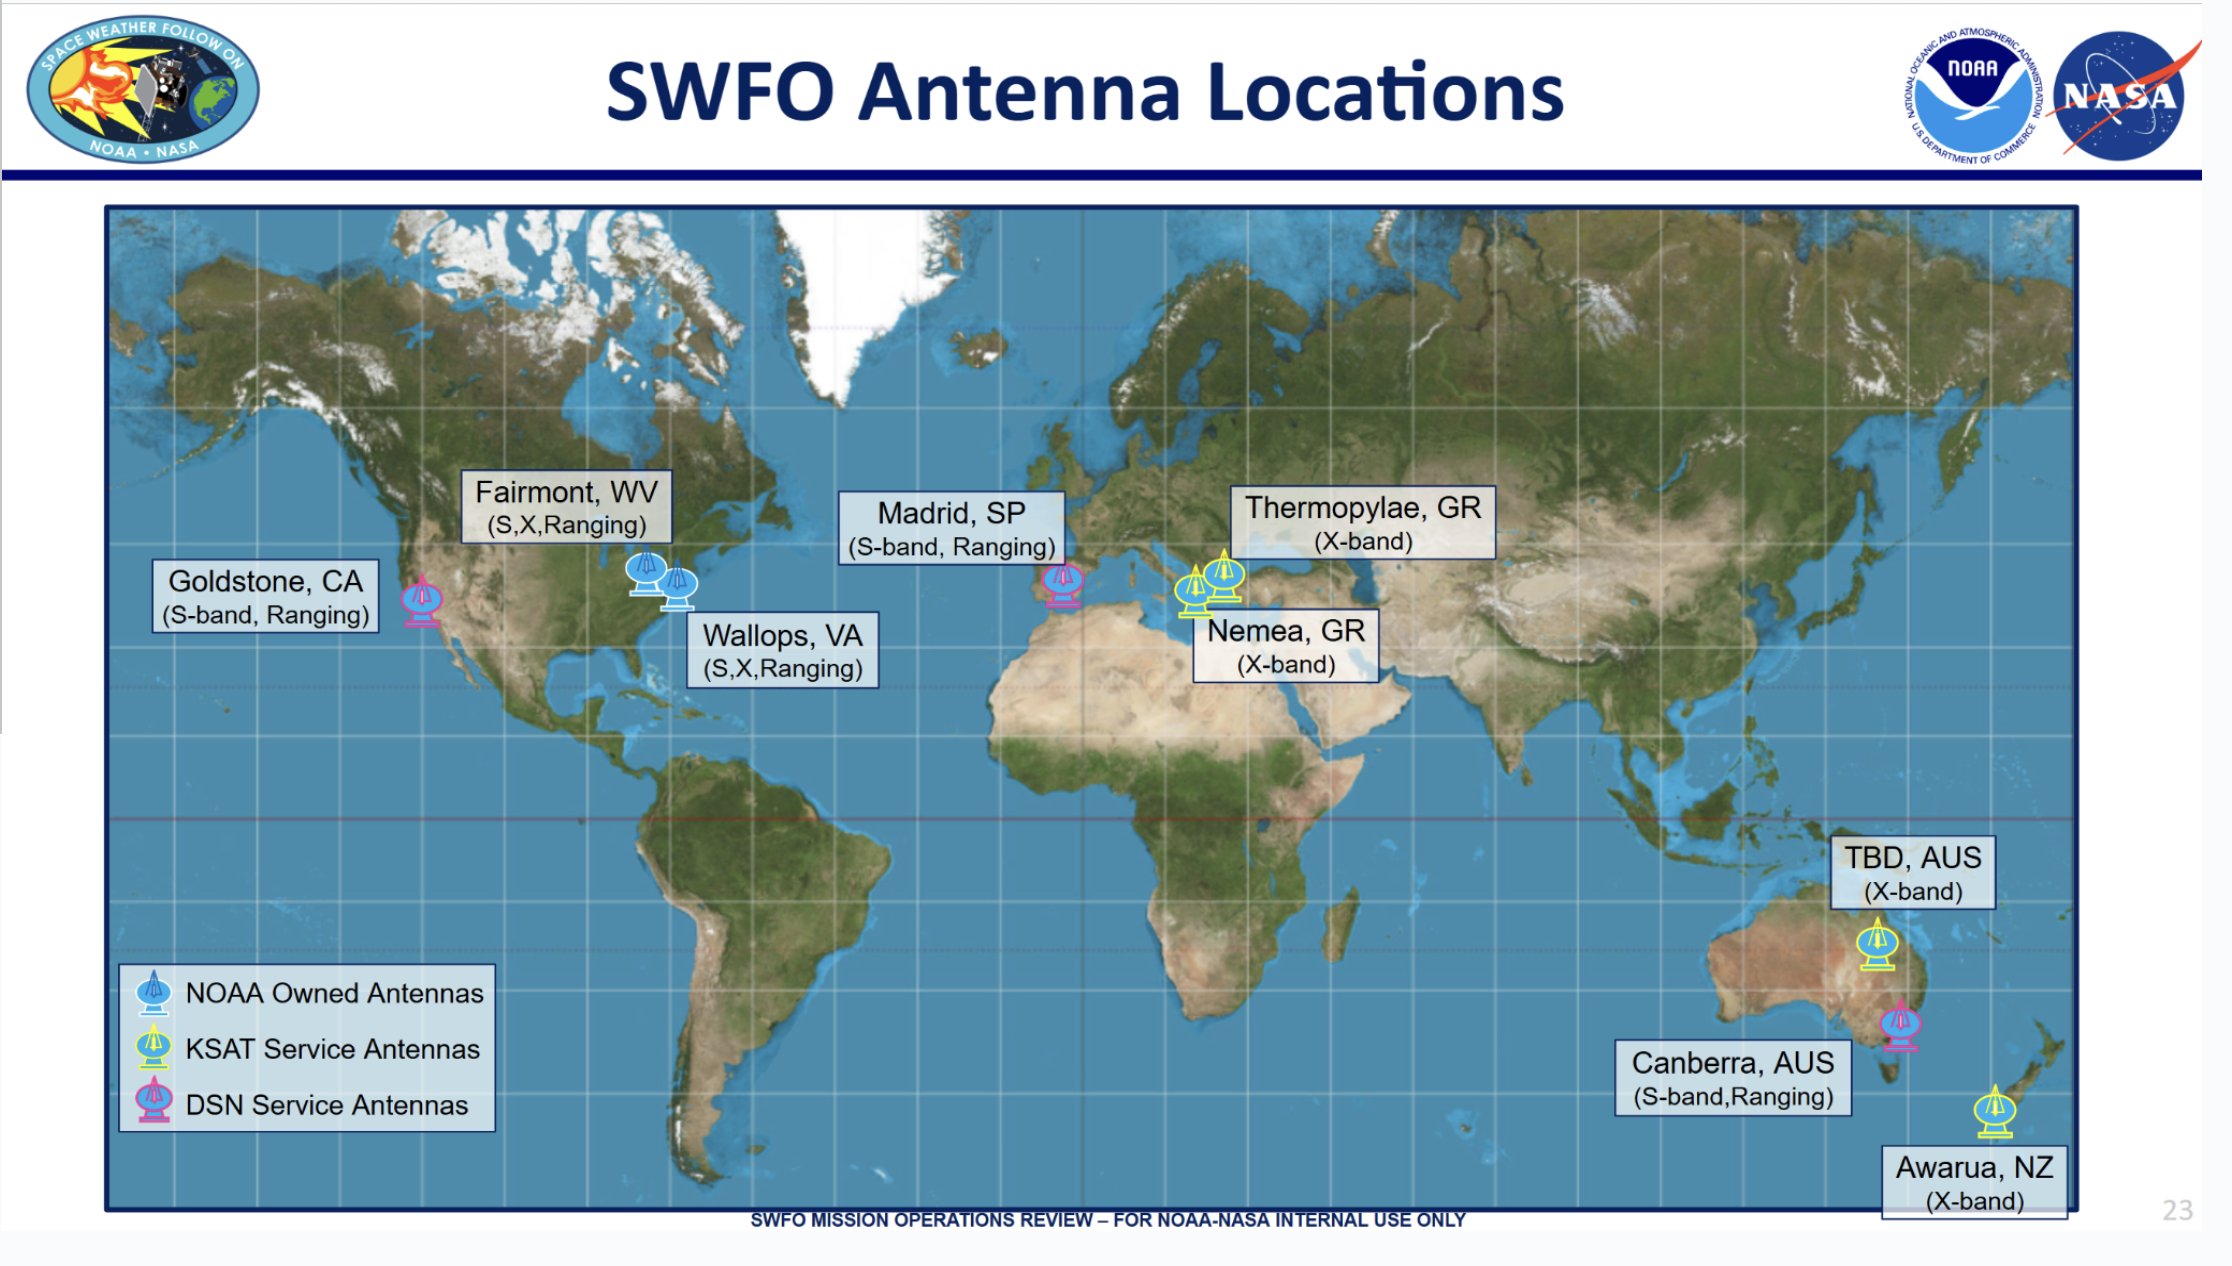 SPACE WEATHER FOLLOW ON
NOAA • NASA
SWFO Antenna Locations
NATIONAL OCEANIC AND ATMOSPHERIC ADMINISTRATION
U.S. DEPARTMENT OF COMMERCE
NOAA
NASA
Fairmont, WV
(S,X,Ranging)
Madrid, SP
(S-band, Ranging)
Thermopylae, GR
(X-band)
Goldstone, CA
(S-band, Ranging)
Wallops, VA
(S,X,Ranging)
Nemea, GR
(X-band)
TBD, AUS
(X-band)
NOAA Owned Antennas
KSAT Service Antennas
DSN Service Antennas
Canberra, AUS
(S-band,Ranging)
Awarua, NZ
(X-band)
SWFO MISSION OPERATIONS REVIEW – FOR NOAA-NASA INTERNAL USE ONLY
23